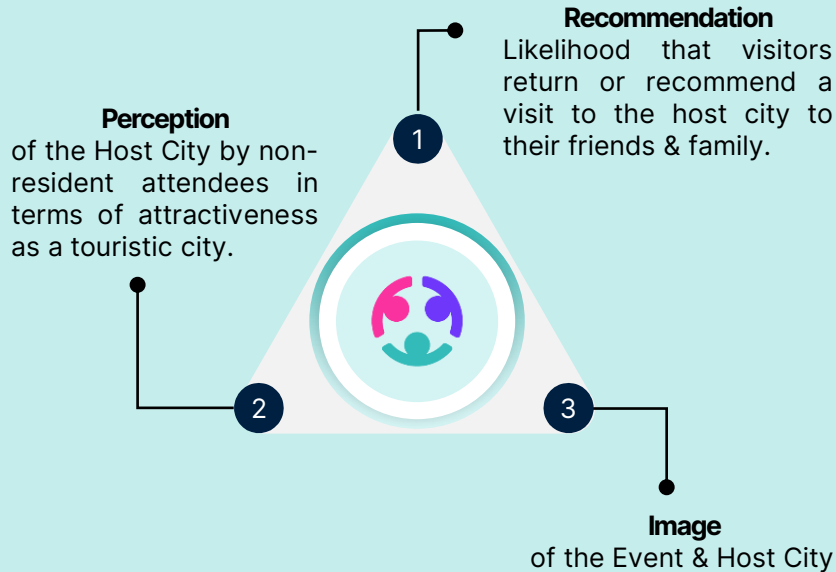 Recommendation
Likelihood that visitors
return or recommend a
visit to the host city to
their friends & family.
1
Perception
of the Host City by non-
resident attendees in
terms of attractiveness
as a touristic city.
2
3
Image
of the Event & Host City